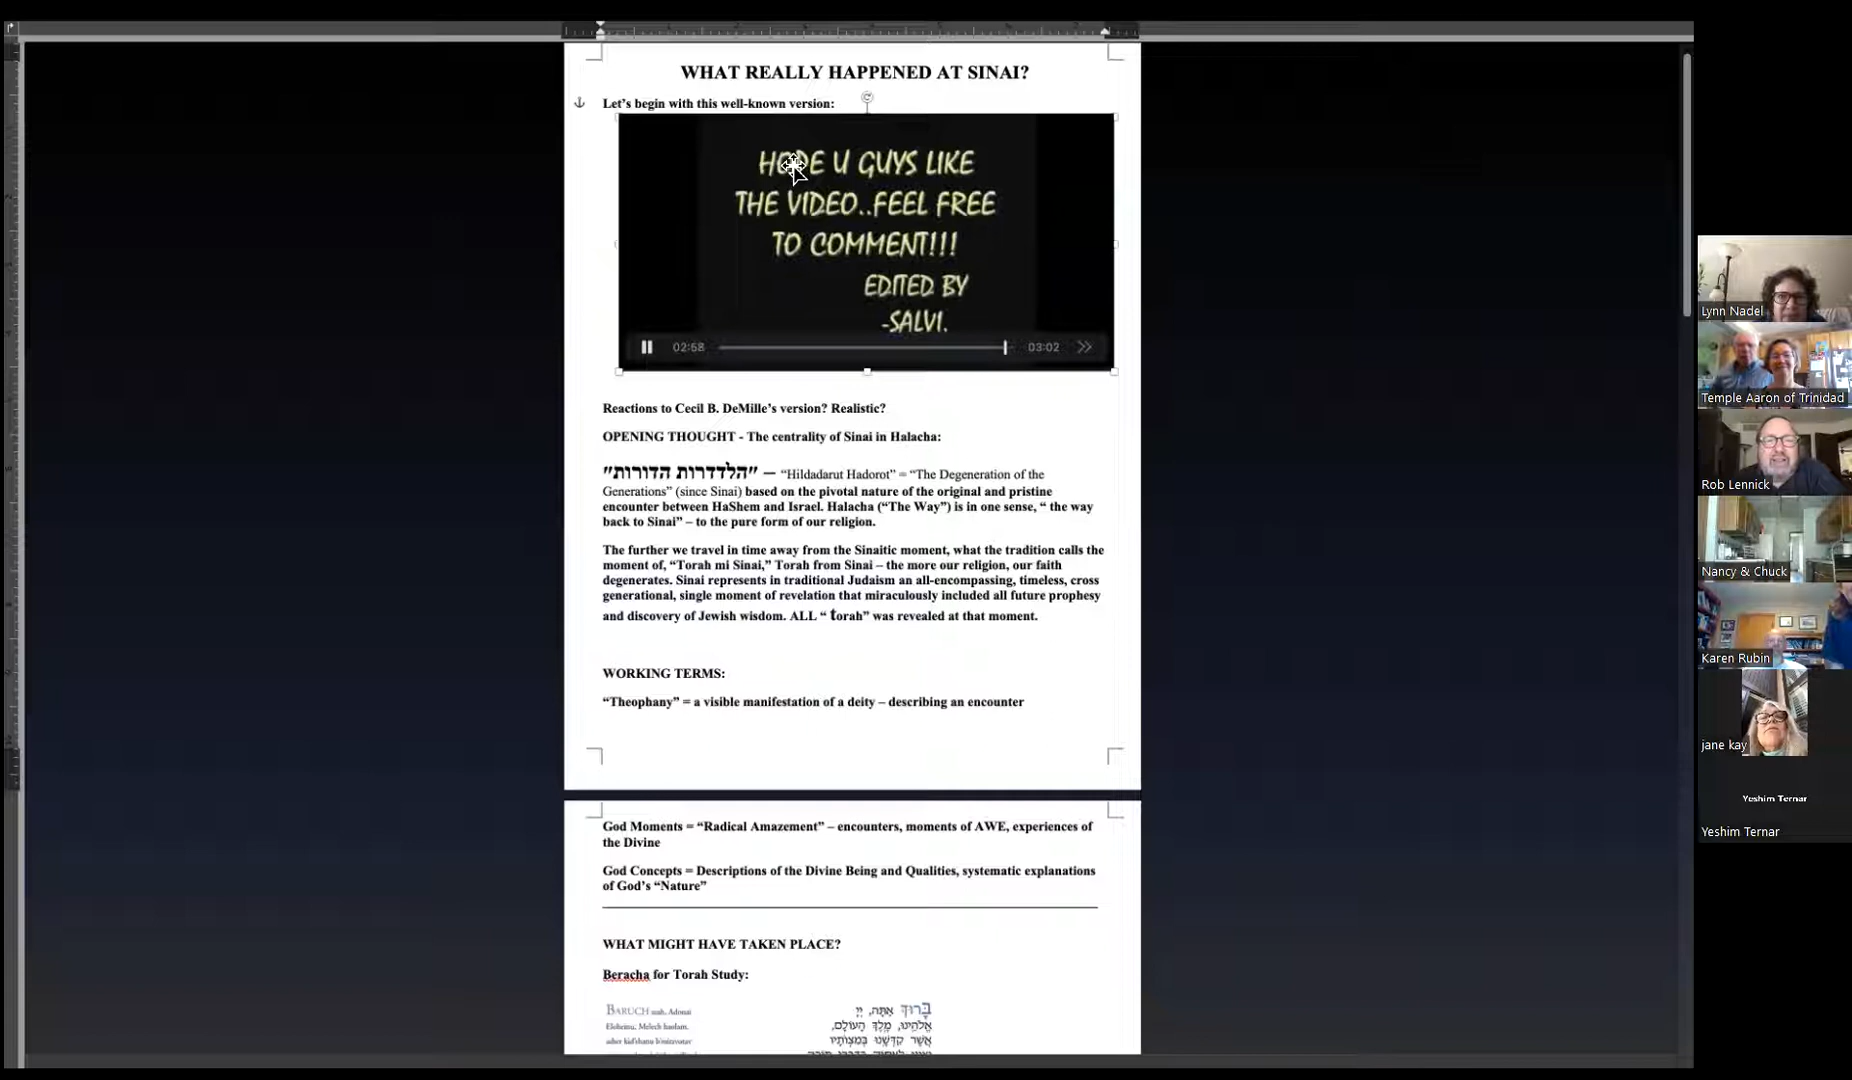 WHAT REALLY HAPPENED AT SINAI?
Let's begin with this well-known version:
HOPE U GUYS LIKE
THE VIDEO..FEEL FREE
TO COMMENT!!!
EDITED BY
-SALVI.
02:58 03:02
Reactions to Cecil B. DeMille's version? Realistic?
OPENING THOUGHT - The centrality of Sinai in Halacha:
"הלדדרות הדורות" – “Hildadarut Hadorot” = “The Degeneration of the
Generations” (since Sinai) based on the pivotal nature of the original and pristine
encounter between HaShem and Israel. Halacha (“The Way”) is in one sense, “ the way
back to Sinai” – to the pure form of our religion.
The further we travel in time away from the Sinaitic moment, what the tradition calls the
moment of, “Torah mi Sinai,” Torah from Sinai – the more our religion, our faith
degenerates. Sinai represents in traditional Judaism an all-encompassing, timeless, cross
generational, single moment of revelation that miraculously included all future prophesy
and discovery of Jewish wisdom. ALL “ torah” was revealed at that moment.
WORKING TERMS:
“Theophany” = a visible manifestation of a deity – describing an encounter
God Moments = “Radical Amazement” – encounters, moments of AWE, experiences of
the Divine
God Concepts = Descriptions of the Divine Being and Qualities, systematic explanations
of God's “Nature”
WHAT MIGHT HAVE TAKEN PLACE?
Beracha for Torah Study:
BARUCH atah, Adonai
Eloheinu, Melech haolam,
asher kid'shanu b'mitzvotav
בָּרוּךְ אַתָּה, יְיָ
אֱלֹהֵינוּ, מֶלֶךְ הָעוֹלָם,
אֲשֶׁר קִדְּשָׁנוּ בְּמִצְוֹתָיו
Lynn Nadel
Temple Aaron of Trinidad
Rob Lennick
Nancy & Chuck
Karen Rubin
jane kay
Yeshim Ternar
Yeshim Ternar